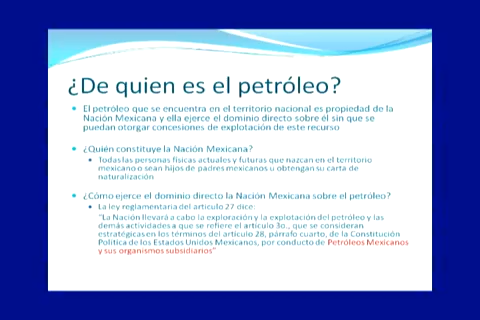 ¿De quien es el petróleo?
El petróleo que se encuentra en el territorio nacional es propiedad de la
Nación Mexicana y ella ejerce el dominio directo sobre él sin que se
puedan otorgar concesiones de explotación de este recurso
¿Quién constituye la Nación Mexicana?
Todas las personas físicas actuales y futuras que nazcan en el territorio
mexicano o sean hijos de padres mexicanos u obtengan su carta de
naturalización
¿Cómo ejerce el dominio directo la Nación Mexicana sobre el petróleo?
La ley reglamentaria del artículo 27 dice:
"La Nación llevará a cabo la exploración y la explotación del petróleo y las
demás actividades a que se refiere el artículo 3o., que se consideran
estratégicas en los términos del artículo 28, párrafo cuarto, de la Constitución
Política de los Estados Unidos Mexicanos, por conducto de Petróleos Mexicanos
y sus organismos subsidiarios"